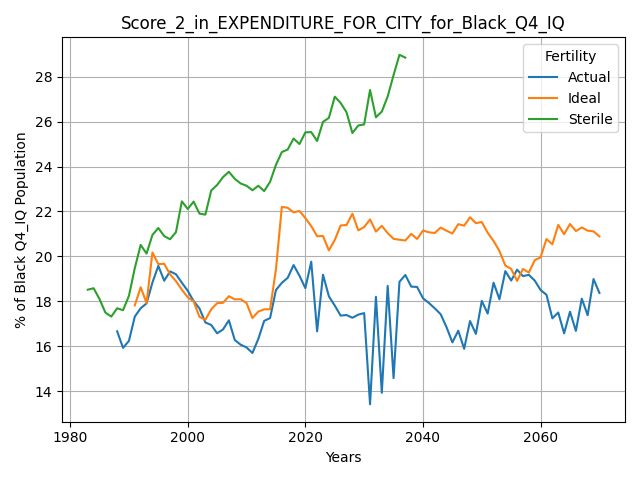 Score_2_in_EXPENDITURE_FOR_CITY_for_Black_Q4_IQ
Fertility
Actual
Ideal
Sterile
% of Black Q4_IQ Population
28
26
24
22
20
18
16
14
1980
2000
2020
2040
2060
Years